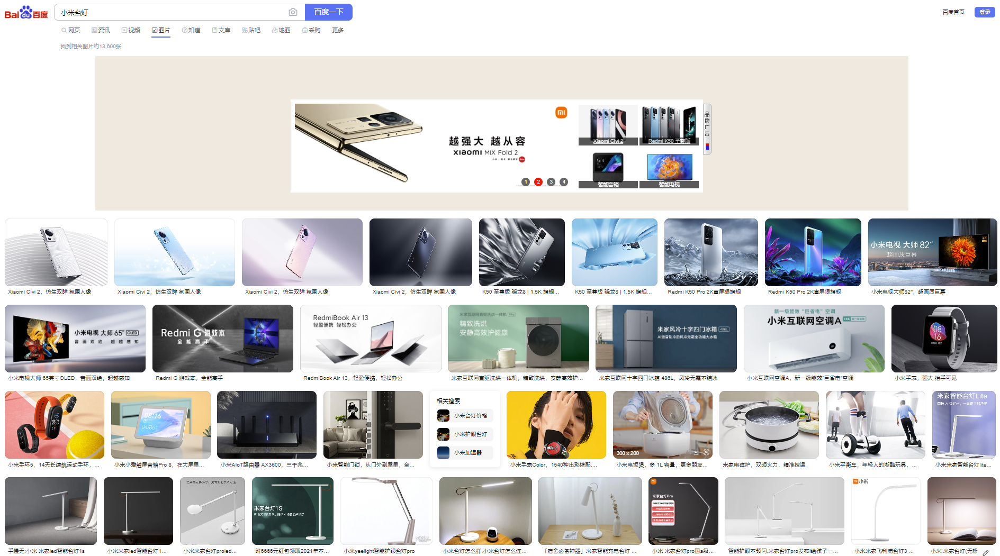 Bai du 百度
小米台灯
百度一下
百度首页
登录
网页
资讯
视频
图片
知道
文库
贴吧
地图
采购
更多
找到相关图片约13,600张
越强大 越从容
xiaomi MIX Fold 2
1 2 3 4
Xiaomi Civi 2
Redmi K50 至尊版
智能音箱
智能电视
品牌广告
小米电视 大师 82"
超画质巨幕
Xiaomi Civi 2，仿生双眸 氛围人像
Xiaomi Civi 2，仿生双眸 氛围人像
Xiaomi Civi 2，仿生双眸 氛围人像
Xiaomi Civi 2，仿生双眸 氛围人像
K50 至尊版 骁龙8 | 1.5K 旗舰...
K50 至尊版 骁龙8 | 1.5K 旗舰...
Redmi K50 Pro 2K直屏狠旗舰
Redmi K50 Pro 2K直屏狠旗舰
小米电视大师82"，超画质巨幕
小米电视 大师 65" OLED
音画双绝 超越感知
Redmi G 游戏本
全能高手
RedmiBook Air 13
轻盈便携 轻松办公
米家互联网直驱洗烘一体机
精致洗烘
安静高效护健康
米家风冷十字四门冰箱 486L
AI语音制冷的风冷无霜全功能大冰箱
新一级能效 "巨省电" 空调
小米互联网空调A
08
16
小米电视大师 65英寸OLED，音画双绝，超越感知
Redmi G 游戏本，全能高手
RedmiBook Air 13，轻盈便携，轻松办公
米家互联网直驱洗烘一体机，精致洗烘，安静高效护...
米家互联网十字四门冰箱 486L，风冷无霜不结冰
小米互联网空调A，新一级能效"巨省电"空调
小米手表，强大 抬手可见
08:16
相关搜索
小米台灯价格
小米护眼台灯
小米加湿器
300 x 200
米家智能台灯Lite
小米手环5，14天长续航运动手环，...
小米小爱触屏音箱Pro 8，在大屏里...
小米AIoT路由器 AX3600，三千兆...
小米智能门锁，从门外到屋里，全...
小米手表Color，1540种出彩搭配,...
小米电饭煲，多 1L 容量，更多朋友...
米家电磁炉，双频火力，精准控温
小米平衡车，年轻人的潮酷玩具，...
小米米家智能台灯lite...
米家台灯1S
米家台灯Pro
小米
手慢无:小米 米家led智能台灯1s
小米米家led智能台灯1...
小米米家台灯proled...
附6666元红包领取2021年不...
小米yeelight智能护眼台灯pro
小米台灯怎么样,小米台灯怎么连...
「宿舍必备神器」米家智能充电台灯 ...
小米 米家台灯pro国a级...
智能护眼不频闪,米家台灯pro发布!给孩子一...
小米米家飞利浦台灯3 ...
小米 米家台灯(无极